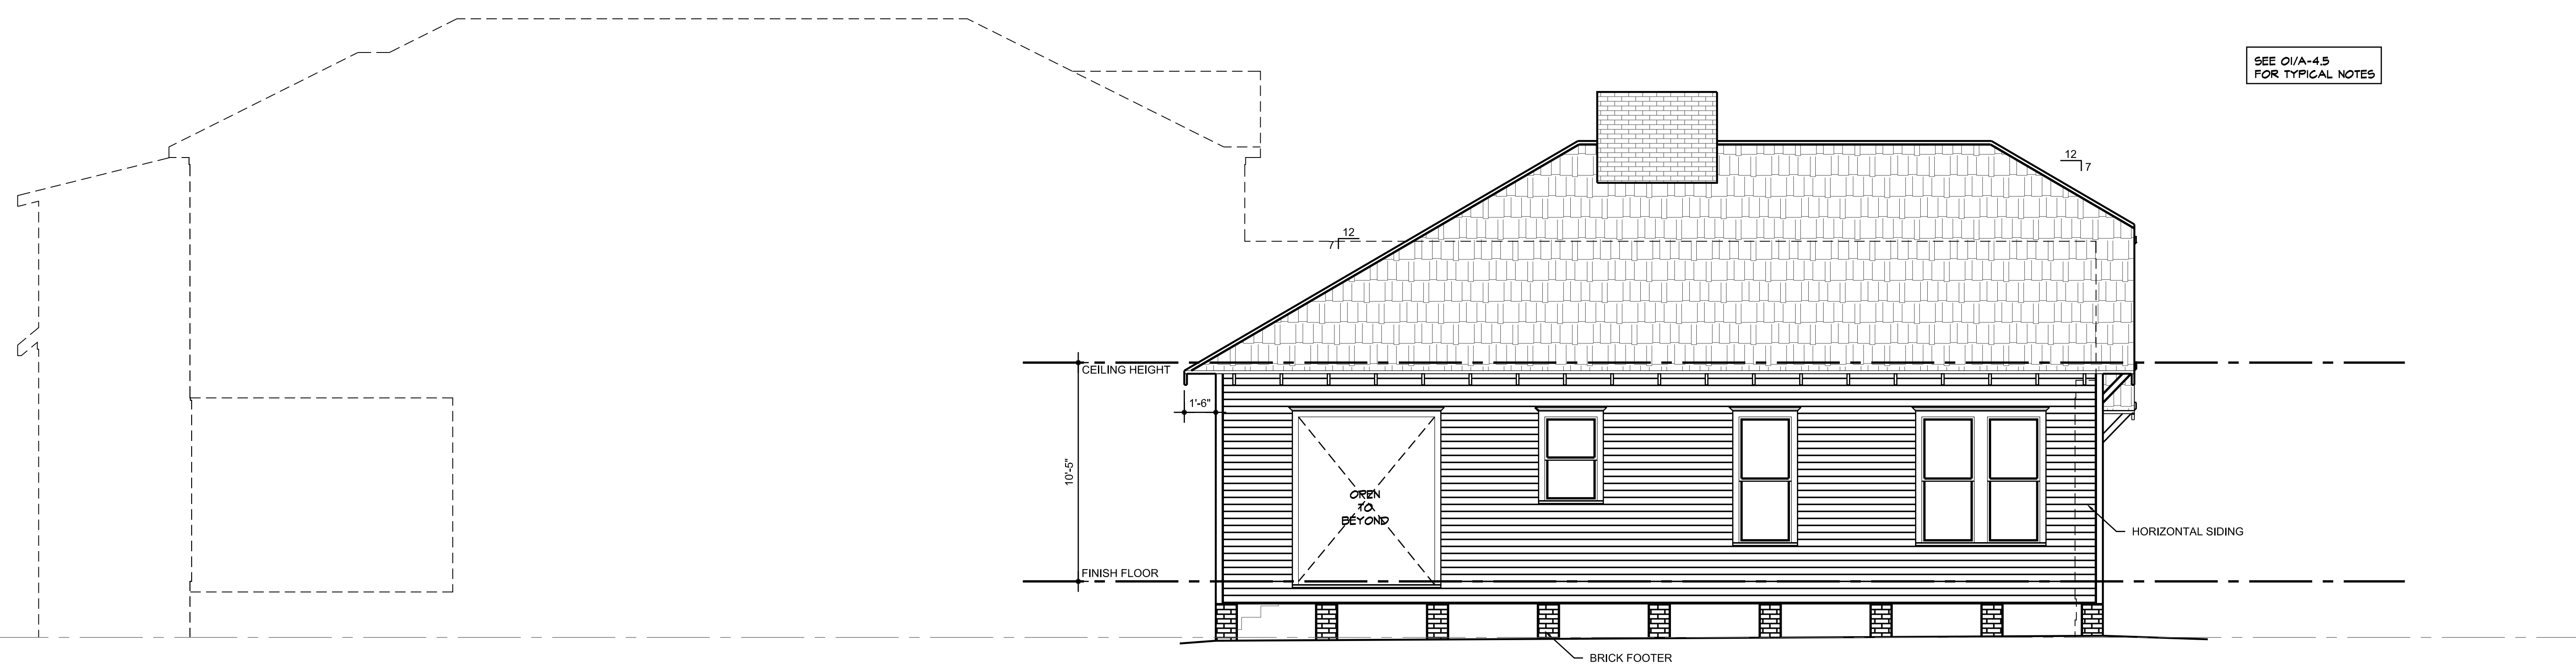 SEE 01/A-4.5
FOR TYPICAL NOTES
12
7
12
7
CEILING HEIGHT
1'-6"
10'-5"
OPEN
TO
BEYOND
HORIZONTAL SIDING
FINISH FLOOR
BRICK FOOTER